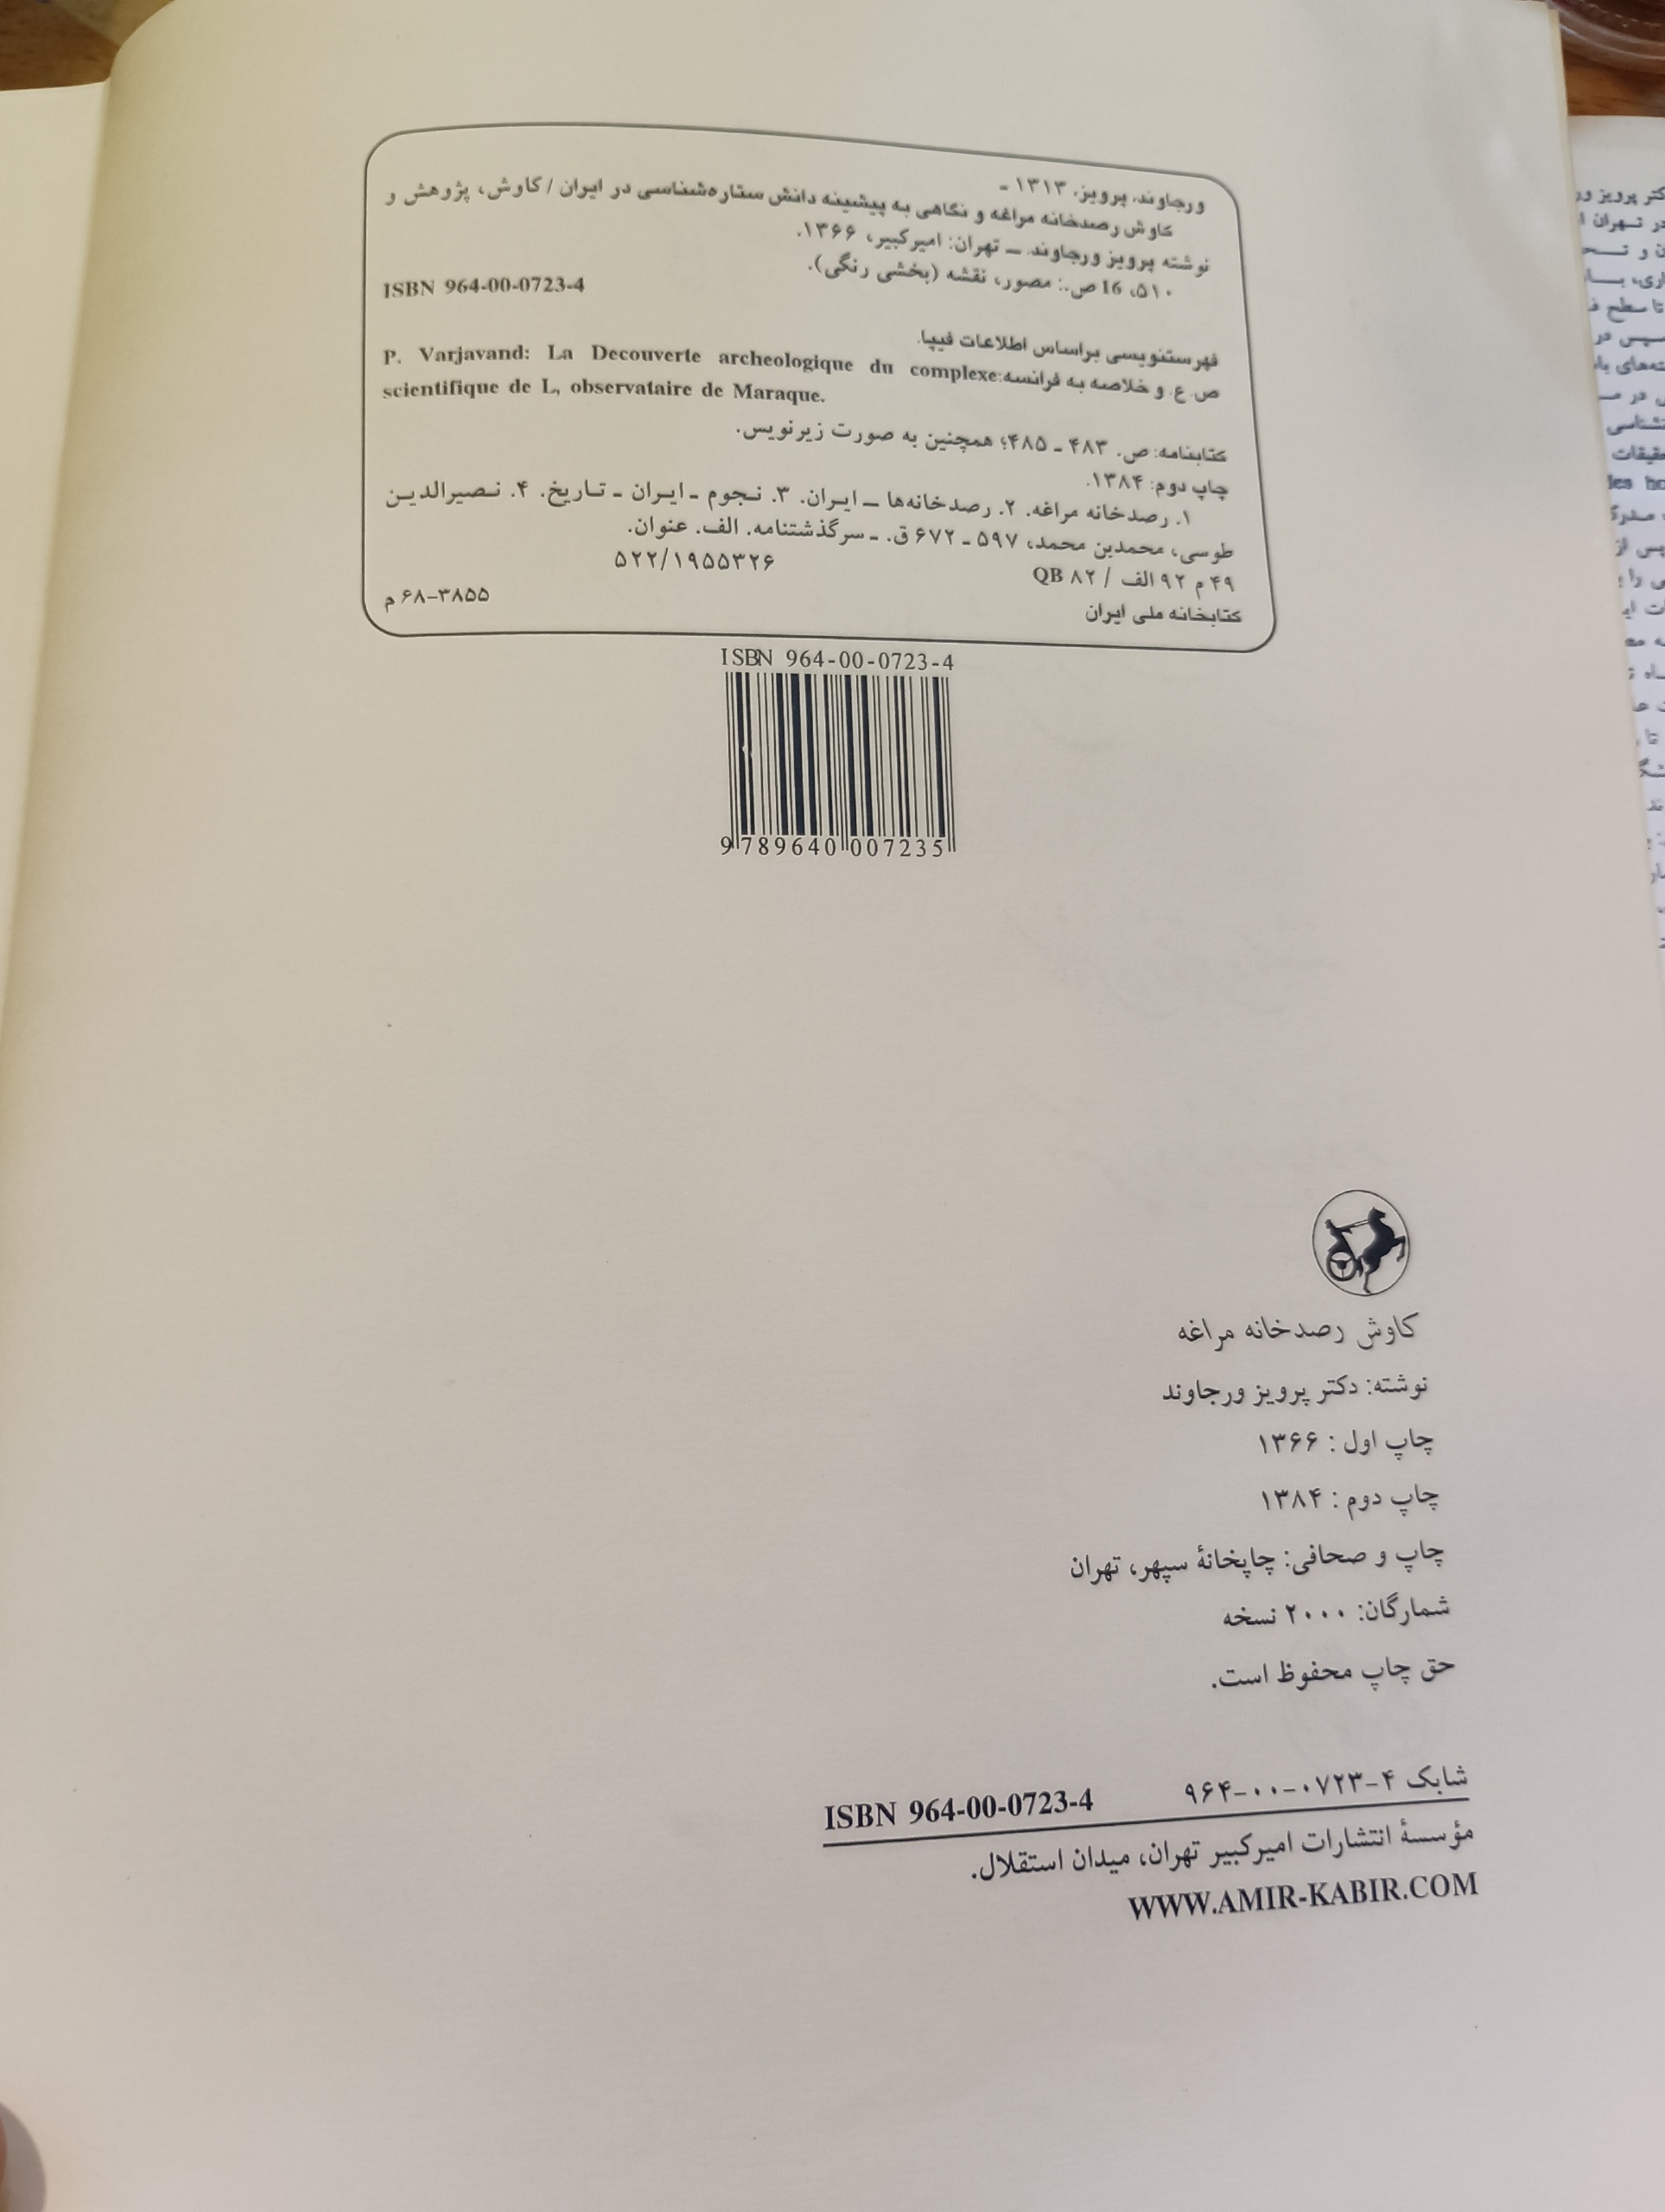 ورجاوند، پرویز، ۱۳۱۳ -
کاوش رصدخانه مراغه و نگاهی به پیشینه دانش ستاره‌شناسی در ایران / کاوش، پژوهش و
نوشته پرویز ورجاوند. ـ تهران: امیرکبیر، ۱۳۶۶.
۵۱۰، 16 ص.: مصور، نقشه (بخشی رنگی).
ISBN 964-00-0723-4
فهرستنویسی براساس اطلاعات فیپا.
ص. ع. و خلاصه به فرانسه: P. Varjavand: La Decouverte archeologique du complexe
scientifique de L, observataire de Maraque.
کتابنامه: ص. ۴۸۳ ـ ۴۸۵؛ همچنین به صورت زیرنویس.
چاپ دوم: ۱۳۸۴.
۱. رصدخانه مراغه. ۲. رصدخانه‌ها ـ ایران. ۳. نجوم ـ ایران ـ تاریخ. ۴. نصیرالدین
طوسی، محمدبن محمد، ۵۹۷ ـ ۶۷۲ ق. ـ سرگذشتنامه. الف. عنوان.
۵۲۲/۱۹۵۵۳۲۶
۴۹ م ۹۲ الف / ۸۲ QB
کتابخانه ملی ایران
۶۸-۳۸۵۵ م
ISBN 964-00-0723-4
9 789640 007235
کاوش رصدخانه مراغه
نوشته: دکتر پرویز ورجاوند
چاپ اول : ۱۳۶۶
چاپ دوم : ۱۳۸۴
چاپ و صحافی: چاپخانهٔ سپهر، تهران
شمارگان: ۲۰۰۰ نسخه
حق چاپ محفوظ است.
شابک ۴-۰۷۲۳-۰۰-۹۶۴ ISBN 964-00-0723-4
مؤسسهٔ انتشارات امیرکبیر تهران، میدان استقلال.
WWW.AMIR-KABIR.COM